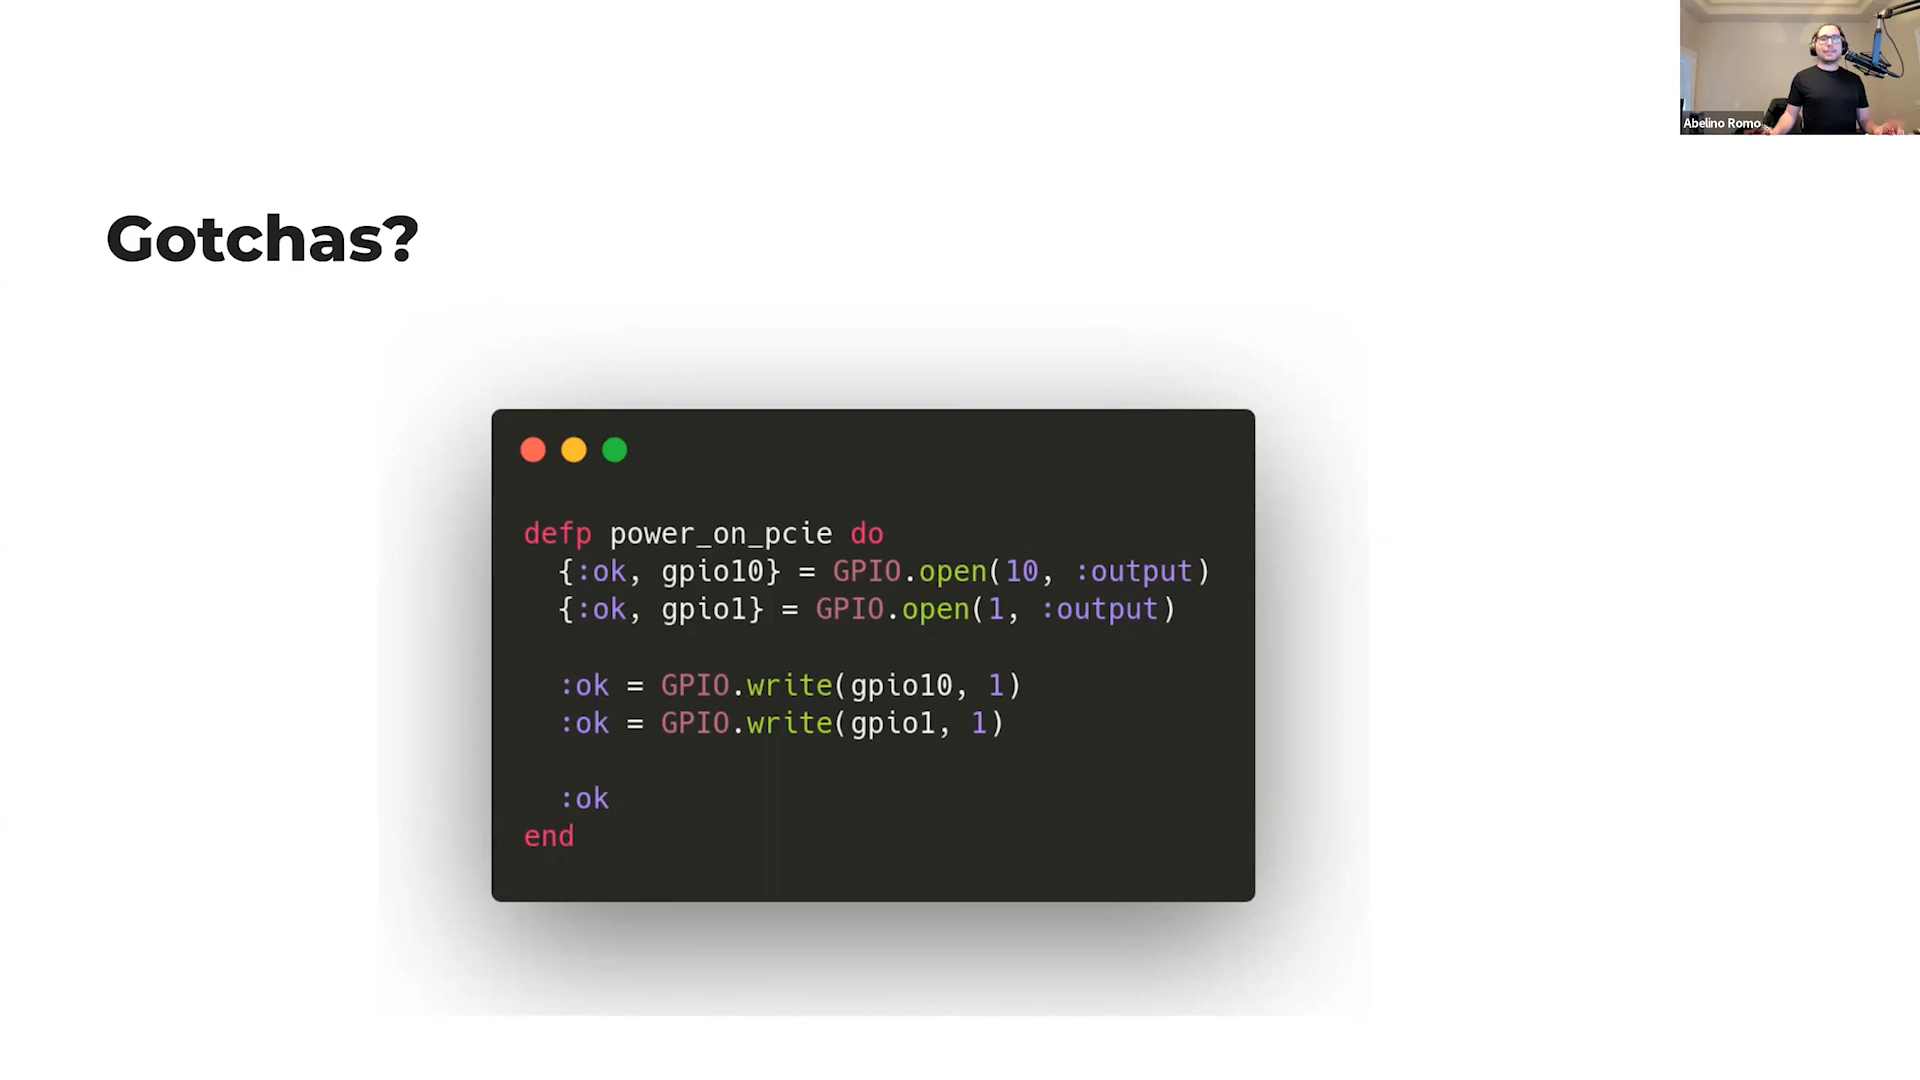 Abelino Romo
Gotchas?
defp power_on_pcie do
  {:ok, gpio10} = GPIO.open(10, :output)
  {:ok, gpio1} = GPIO.open(1, :output)

  :ok = GPIO.write(gpio10, 1)
  :ok = GPIO.write(gpio1, 1)

  :ok
end